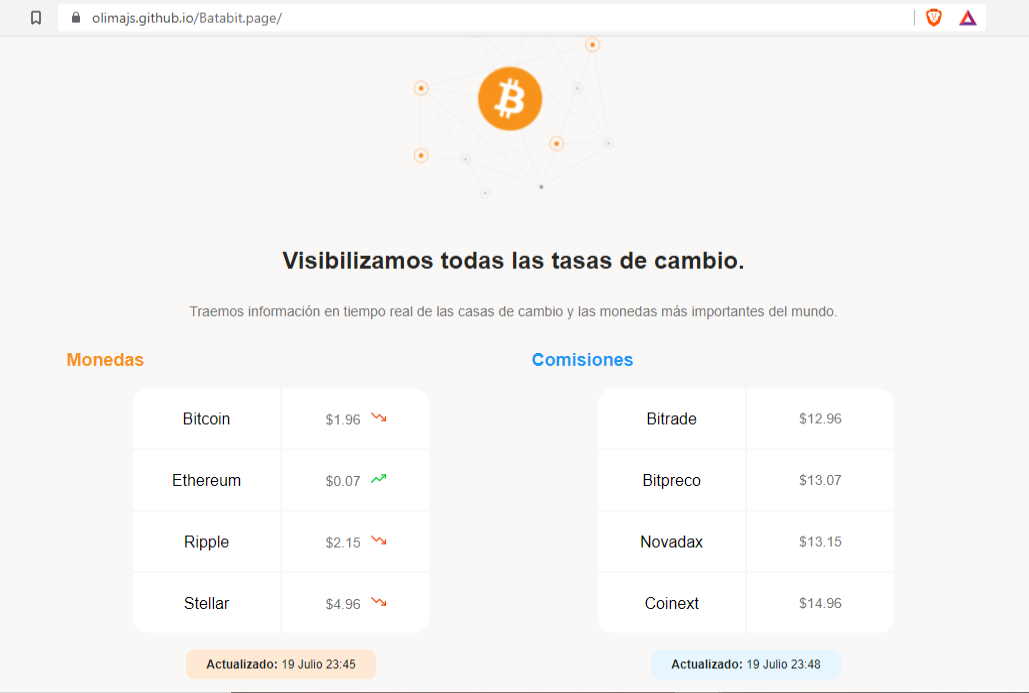 olimajs.github.io/Batabit.page/
Visibilizamos todas las tasas de cambio.
Traemos información en tiempo real de las casas de cambio y las monedas más importantes del mundo.
Monedas
Bitcoin $1.96
Ethereum $0.07
Ripple $2.15
Stellar $4.96
Actualizado: 19 Julio 23:45
Comisiones
Bitrade $12.96
Bitpreco $13.07
Novadax $13.15
Coinext $14.96
Actualizado: 19 Julio 23:48